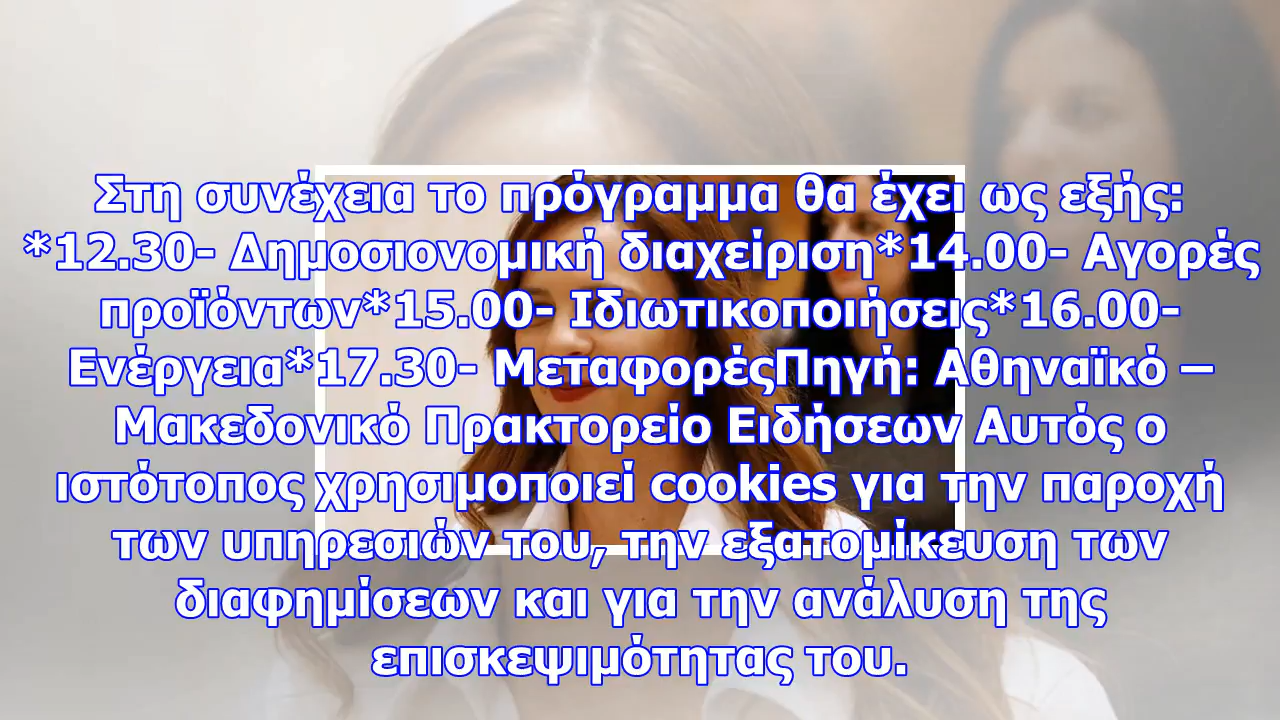 Στη συνέχεια το πρόγραμμα θα έχει ως εξής:
*12.30- Δημοσιονομική διαχείριση*14.00- Αγορές
προϊόντων*15.00- Ιδιωτικοποιήσεις*16.00-
Ενέργεια*17.30- ΜεταφορέςΠηγή: Αθηναϊκό –
Μακεδονικό Πρακτορείο Ειδήσεων Αυτός ο
ιστότοπος χρησιμοποιεί cookies για την παροχή
των υπηρεσιών του, την εξατομίκευση των
διαφημίσεων και για την ανάλυση της
επισκεψιμότητας του.